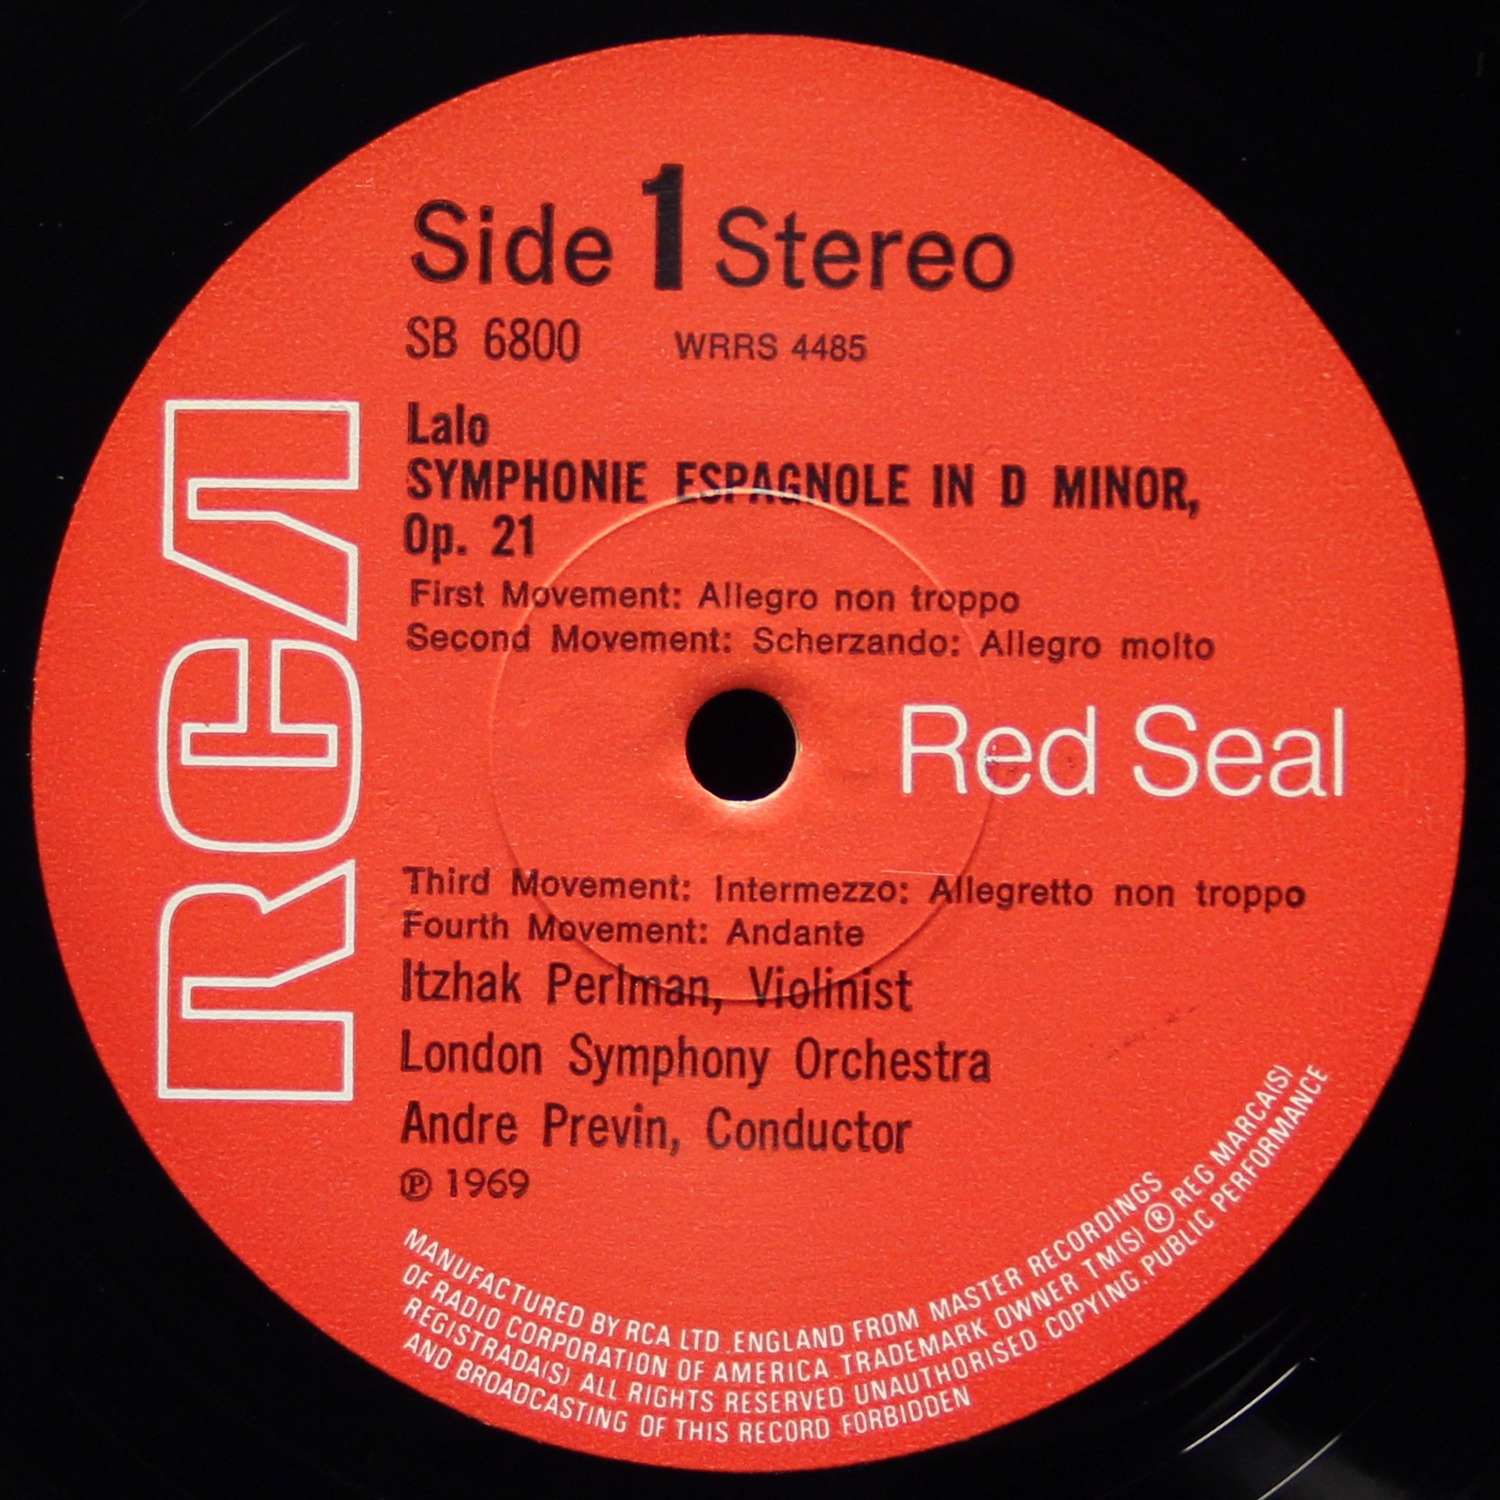 Side 1 Stereo
SB 6800 WRRS 4485
Lalo
SYMPHONIE ESPAGNOLE IN D MINOR,
Op. 21
First Movement: Allegro non troppo
Second Movement: Scherzando: Allegro molto
RCA
Red Seal
Third Movement: Intermezzo: Allegretto non troppo
Fourth Movement: Andante
Itzhak Perlman, Violinist
London Symphony Orchestra
Andre Previn, Conductor
℗ 1969
MANUFACTURED BY RCA LTD . ENGLAND FROM MASTER RECORDINGS
OF RADIO CORPORATION OF AMERICA . TRADEMARK OWNER TM(S) ® REG MARCA(S)
REGISTRADA(S) ALL RIGHTS RESERVED UNAUTHORISED COPYING, PUBLIC PERFORMANCE
AND BROADCASTING OF THIS RECORD FORBIDDEN